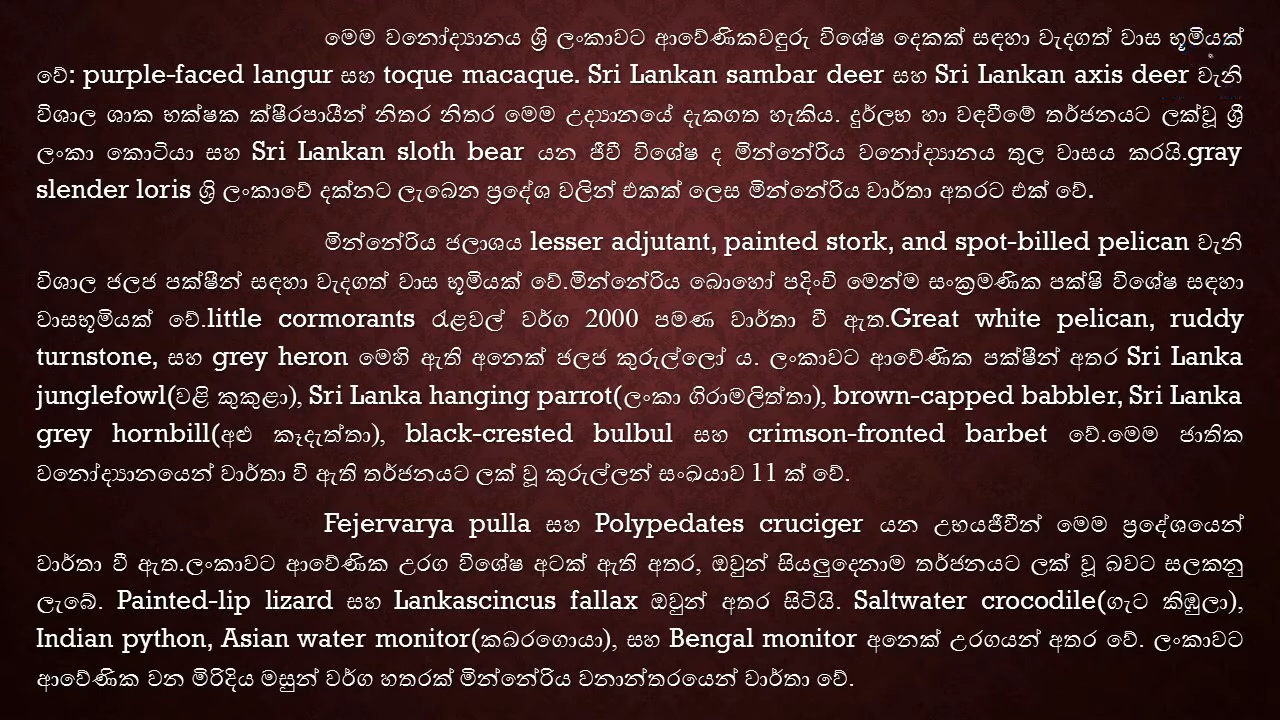 මෙම වනෝද්‍යානය ශ්‍රි ලංකාවට ආවේණිකවඳුරු විශේෂ දෙකක් සඳහා වැදගත් වාස භූමියක්
වේ: purple-faced langur සහ toque macaque. Sri Lankan sambar deer සහ Sri Lankan axis deer වැනි
විශාල ශාක භක්ෂක ක්ෂීරපායීන් නිතර නිතර මෙම උද්‍යානයේ දැකගත හැකිය. දුර්ලභ හා වඳවීමේ තර්ජනයට ලක්වූ ශ්‍රී
ලංකා කොටියා සහ Sri Lankan sloth bear යන ජීවී විශේෂ ද මින්නේරිය වනෝද්‍යානය තුල වාසය කරයි.gray
slender loris ශ්‍රි ලංකාවේ දක්නට ලැබෙන ප්‍රදේශ වලින් එකක් ලෙස මින්නේරිය වාර්තා අතරට එක් වේ.
මින්නේරිය ජලාශය lesser adjutant, painted stork, and spot-billed pelican වැනි
විශාල ජලජ පක්ෂීන් සඳහා වැදගත් වාස භූමියක් වේ.මින්නේරිය බොහෝ පදිංචි මෙන්ම සංක්‍රමණික පක්ෂි විශේෂ සඳහා
වාසභූමියක් වේ.little cormorants රැළවල් වර්ග 2000 පමණ වාර්තා වී ඇත.Great white pelican, ruddy
turnstone, සහ grey heron මෙහි ඇති අනෙක් ජලජ කුරුල්ලෝ ය. ලංකාවට ආවේණික පක්ෂීන් අතර Sri Lanka
junglefowl(වළි කුකුළා), Sri Lanka hanging parrot(ලංකා ගිරාමලිත්තා), brown-capped babbler, Sri Lanka
grey hornbill(අළු කෑදැත්තා), black-crested bulbul සහ crimson-fronted barbet වේ.මෙම ජාතික
වනෝද්‍යානයෙන් වාර්තා වි ඇති තර්ජනයට ලක් වූ කුරුල්ලන් සංඛයාව 11 ක් වේ.
Fejervarya pulla සහ Polypedates cruciger යන උභයජීවීන් මෙම ප්‍රදේශයෙන්
වාර්තා වී ඇත.ලංකාවට ආවේණික උරග විශේෂ අටක් ඇති අතර, ඔවුන් සියලුදෙනාම තර්ජනයට ලක් වූ බවට සලකනු
ලැබේ. Painted-lip lizard සහ Lankascincus fallax ඔවුන් අතර සිටියි. Saltwater crocodile(ගැට කිඹුලා),
Indian python, Asian water monitor(කබරගොයා), සහ Bengal monitor අනෙක් උරගයන් අතර වේ. ලංකාවට
ආවේණික වන මිරිදිය මසුන් වර්ග හතරක් මින්නේරිය වනාන්තරයෙන් වාර්තා වේ.